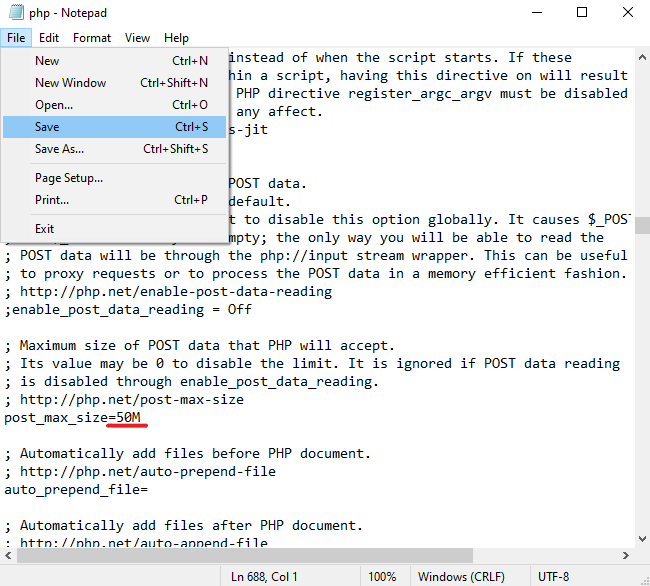 php - Notepad
File Edit Format View Help
New Ctrl+N
New Window Ctrl+Shift+N
Open... Ctrl+O
Save Ctrl+S
Save As... Ctrl+Shift+S
Page Setup...
Print... Ctrl+P
Exit
instead of when the script starts. If these
hin a script, having this directive on will result
PHP directive register_argc_argv must be disabled
any affect.
s-jit
POST data.
default.
t to disable this option globally. It causes $_POST
mpty; the only way you will be able to read the
; POST data will be through the php://input stream wrapper. This can be useful
; to proxy requests or to process the POST data in a memory efficient fashion.
; http://php.net/enable-post-data-reading
;enable_post_data_reading = Off
; Maximum size of POST data that PHP will accept.
; Its value may be 0 to disable the limit. It is ignored if POST data reading
; is disabled through enable_post_data_reading.
; http://php.net/post-max-size
post_max_size=50M
; Automatically add files before PHP document.
; http://php.net/auto-prepend-file
auto_prepend_file=
; Automatically add files after PHP document.
; http://php.net/auto-append-file
Ln 688, Col 1 100% Windows (CRLF) UTF-8